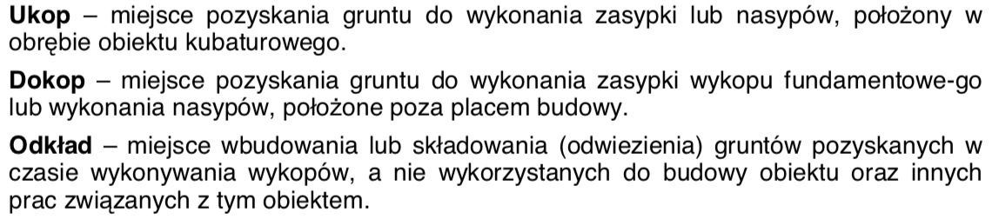 Ukop – miejsce pozyskania gruntu do wykonania zasypki lub nasypów, położony w
obrębie obiektu kubaturowego.
Dokop – miejsce pozyskania gruntu do wykonania zasypki wykopu fundamentowe-go
lub wykonania nasypów, położone poza placem budowy.
Odkład – miejsce wbudowania lub składowania (odwiezienia) gruntów pozyskanych w
czasie wykonywania wykopów, a nie wykorzystanych do budowy obiektu oraz innych
prac związanych z tym obiektem.